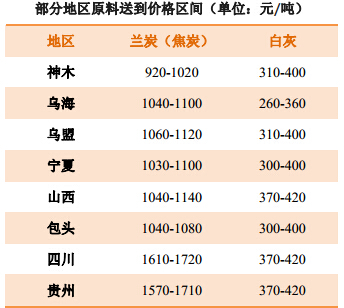 部分地区原料送到价格区间（单位：元/吨）
地区 兰炭（焦炭） 白灰
神木 920-1020 310-400
乌海 1040-1100 260-360
乌盟 1060-1120 310-400
宁夏 1030-1100 300-400
山西 1040-1140 370-420
包头 1040-1080 300-400
四川 1610-1720 370-420
贵州 1570-1710 370-420